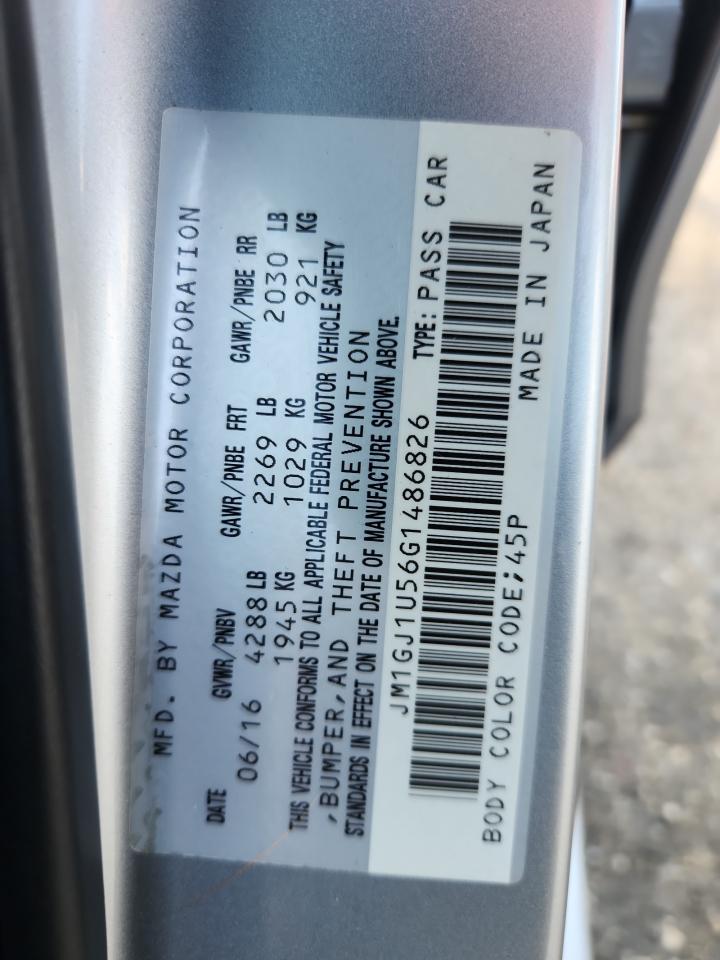 MFD. BY MAZDA MOTOR CORPORATION
DATE GVWR/PNBV GAWR/PNBE FRT GAWR/PNBE RR
06/16 4288 LB 2269 LB 2030 LB
1945 KG 1029 KG 921 KG
THIS VEHICLE CONFORMS TO ALL APPLICABLE FEDERAL MOTOR VEHICLE SAFETY
,BUMPER,AND THEFT PREVENTION
STANDARDS IN EFFECT ON THE DATE OF MANUFACTURE SHOWN ABOVE.
JM1GJ1U56G1486826 TYPE: PASS CAR
BODY COLOR CODE;45P MADE IN JAPAN